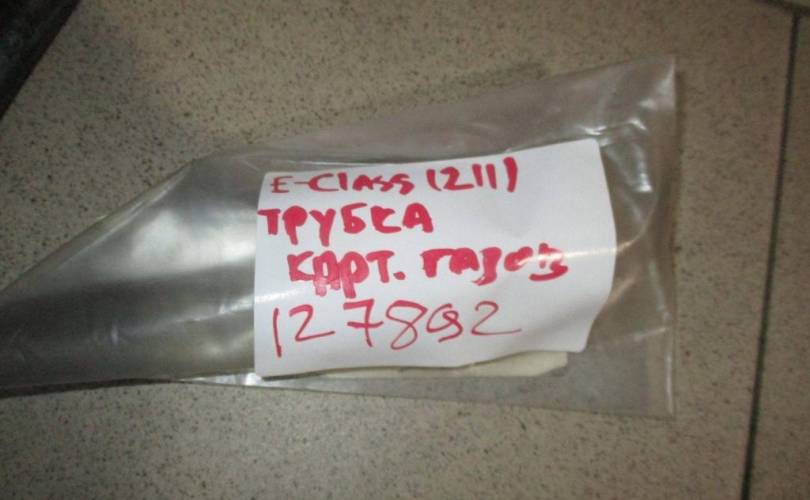 E-Class (211)
ТРУБКА
КАРТ. ГАЗОВ
127892